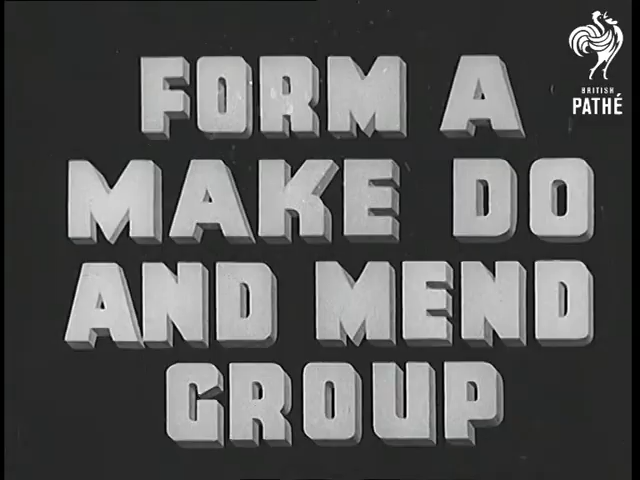 FORM A
MAKE DO
AND MEND
GROUP
BRITISH
PATHÉ